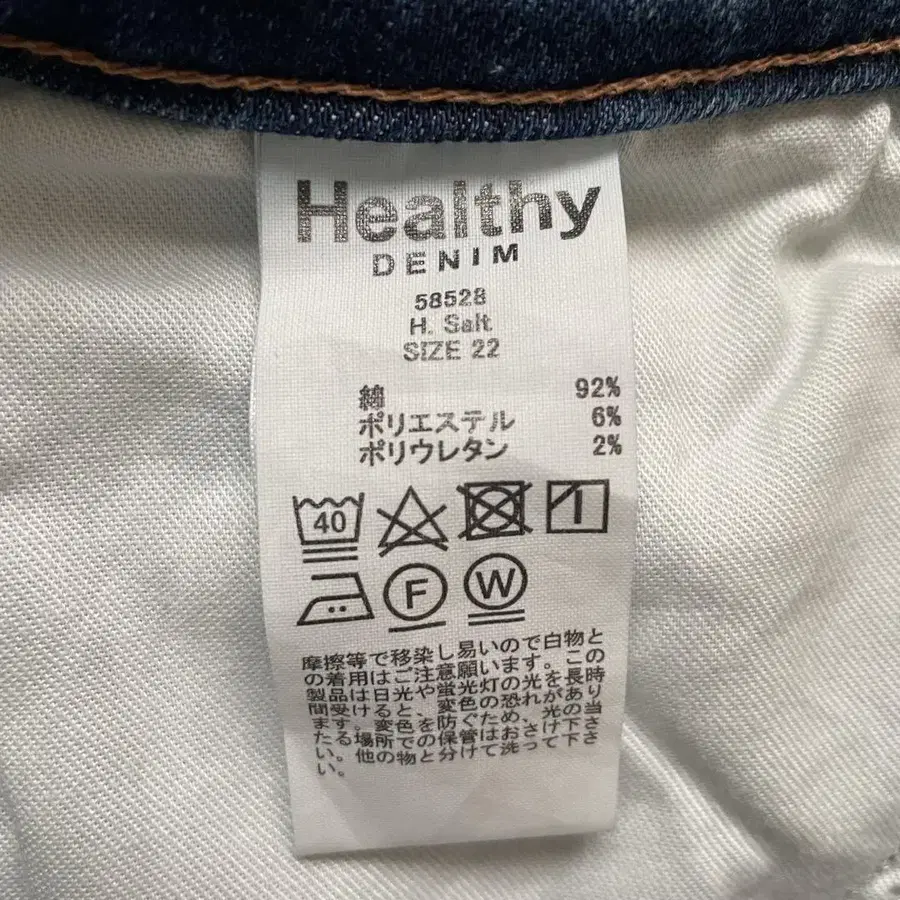 Healthy
DENIM
58528
H. Salt
SIZE 22
綿 92%
ポリエステル 6%
ポリウレタン 2%
40
F
W
摩擦等で移染し易いので白物と
の着用はご注意願います。この
製品は日光や蛍光灯の光を長時
間受けると、変色の恐れがあり
ます。変色を防ぐため、光の当
たる場所での保管はおさけ下さ
い。他の物と分けて洗って下さ
い。